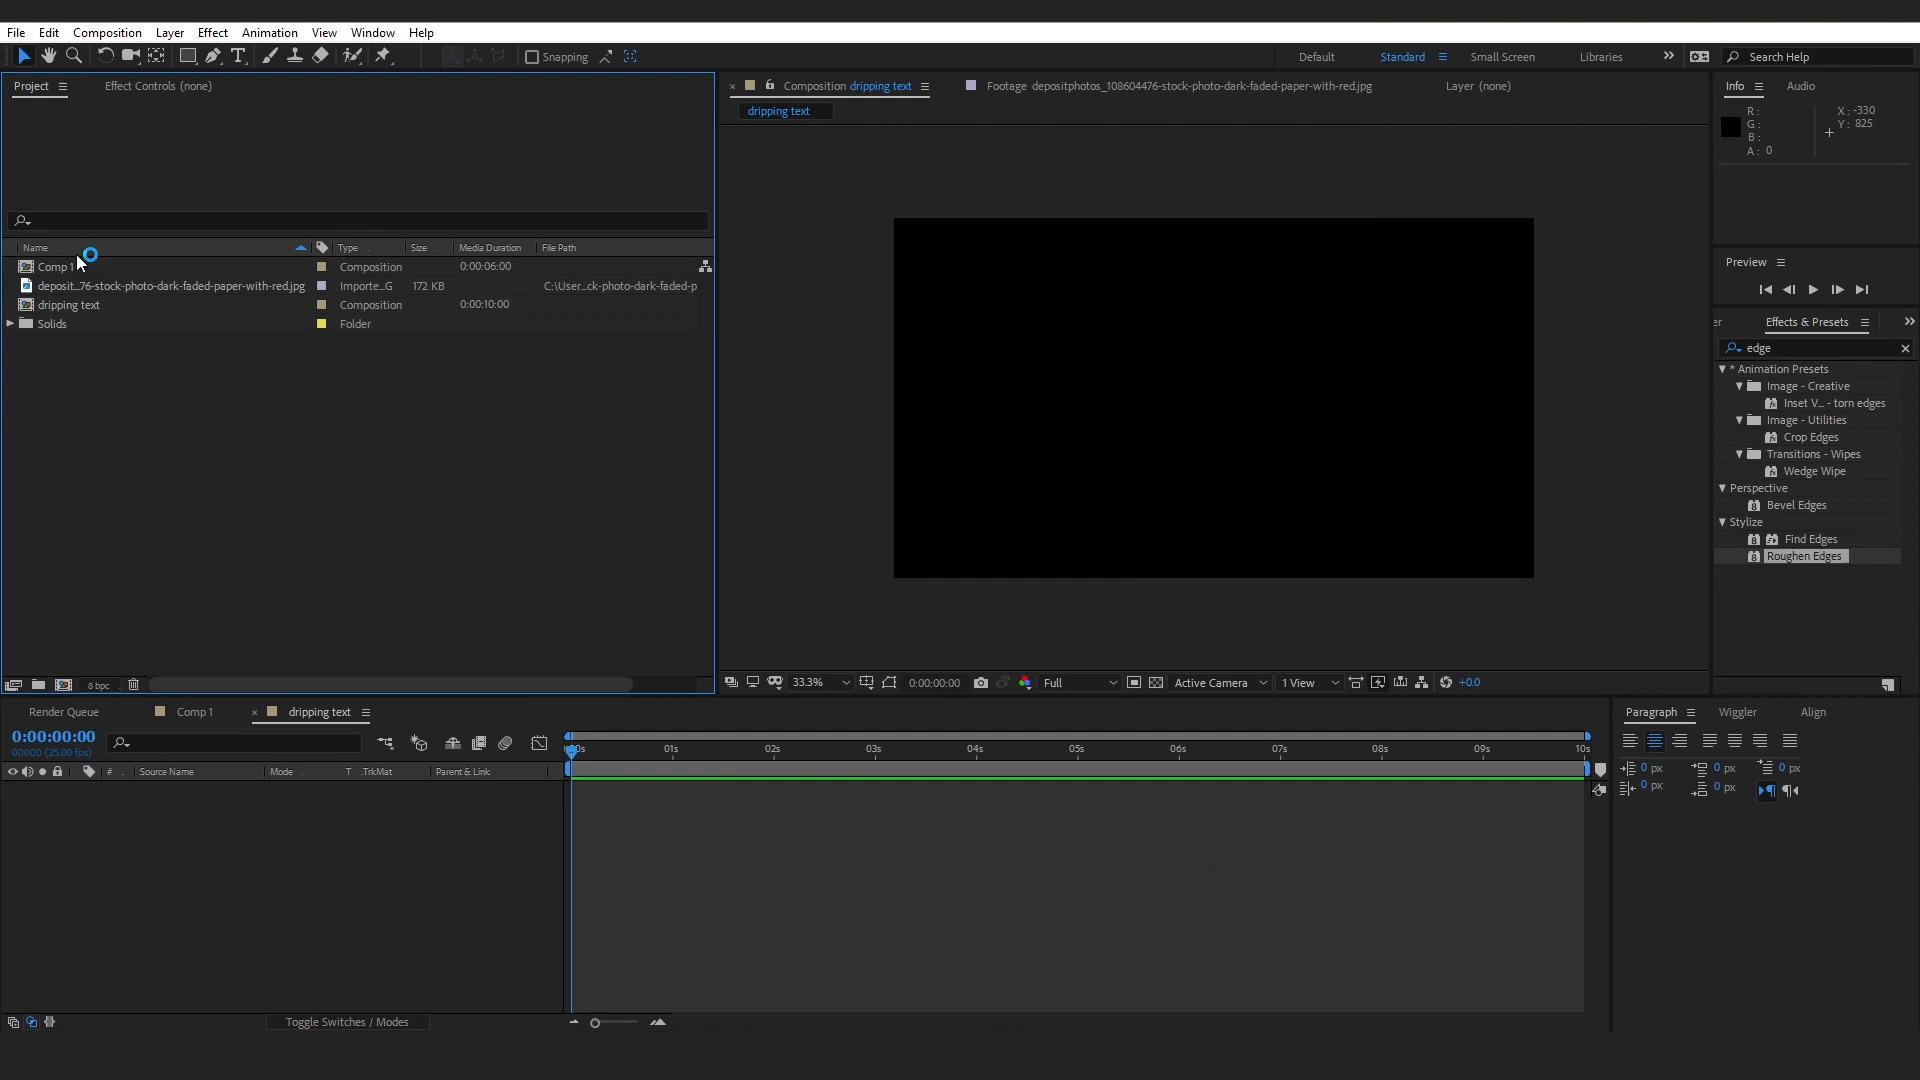 File Edit Composition Layer Effect Animation View Window Help
Snapping Default Standard Small Screen Libraries Search Help
Project Effect Controls (none)
Composition dripping text Footage depositphotos_108604476-stock-photo-dark-faded-paper-with-red.jpg Layer (none)
Info Audio
dripping text
R: X: -330
G: Y: 825
B:
A: 0
Name Type Size Media Duration File Path
Comp 1 Composition 0:00:06:00
deposit...76-stock-photo-dark-faded-paper-with-red.jpg Importe...G 172 KB C:\User...ck-photo-dark-faded-p
dripping text Composition 0:00:10:00
Solids Folder
Preview
er Effects & Presets
edge
* Animation Presets
Image - Creative
Inset V... - torn edges
Image - Utilities
Crop Edges
Transitions - Wipes
Wedge Wipe
Perspective
Bevel Edges
Stylize
Find Edges
Roughen Edges
8 bpc
33.3% 0:00:00:00 Full Active Camera 1 View +0.0
Render Queue Comp 1 dripping text
0:00:00:00
00000 (25.00 fps)
01s 02s 03s 04s 05s 06s 07s 08s 09s 10s
# Source Name Mode T .TrkMat Parent & Link
Toggle Switches / Modes
Paragraph Wiggler Align
0 px 0 px 0 px
0 px 0 px